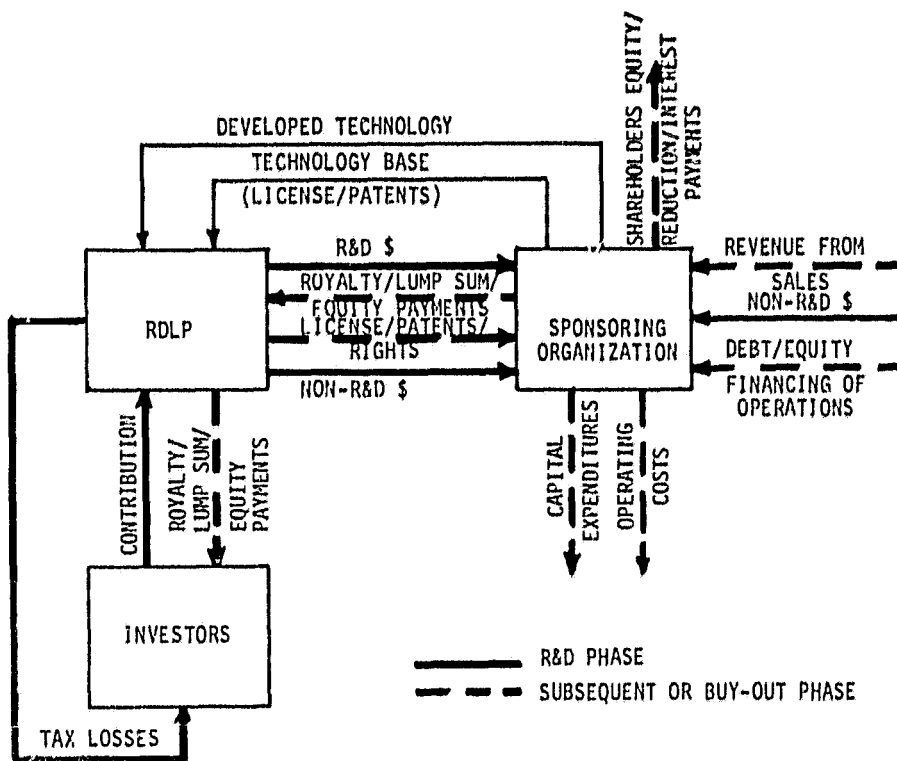 SHAREHOLDERS EQUITY/
REDUCTION/INTEREST
PAYMENTS
DEVELOPED TECHNOLOGY
TECHNOLOGY BASE
(LICENSE/PATENTS)
R&D $
ROYALTY/LUMP SUM/
EQUITY PAYMENTS
LICENSE/PATENTS/
RIGHTS
NON-R&D $
RDLP
SPONSORING
ORGANIZATION
REVENUE FROM
SALES
NON-R&D $
DEBT/EQUITY
FINANCING OF
OPERATIONS
CONTRIBUTION
ROYALTY/
LUMP SUM/
EQUITY
PAYMENTS
CAPITAL
EXPENDITURES
OPERATING
COSTS
INVESTORS
R&D PHASE
SUBSEQUENT OR BUY-OUT PHASE
TAX LOSSES